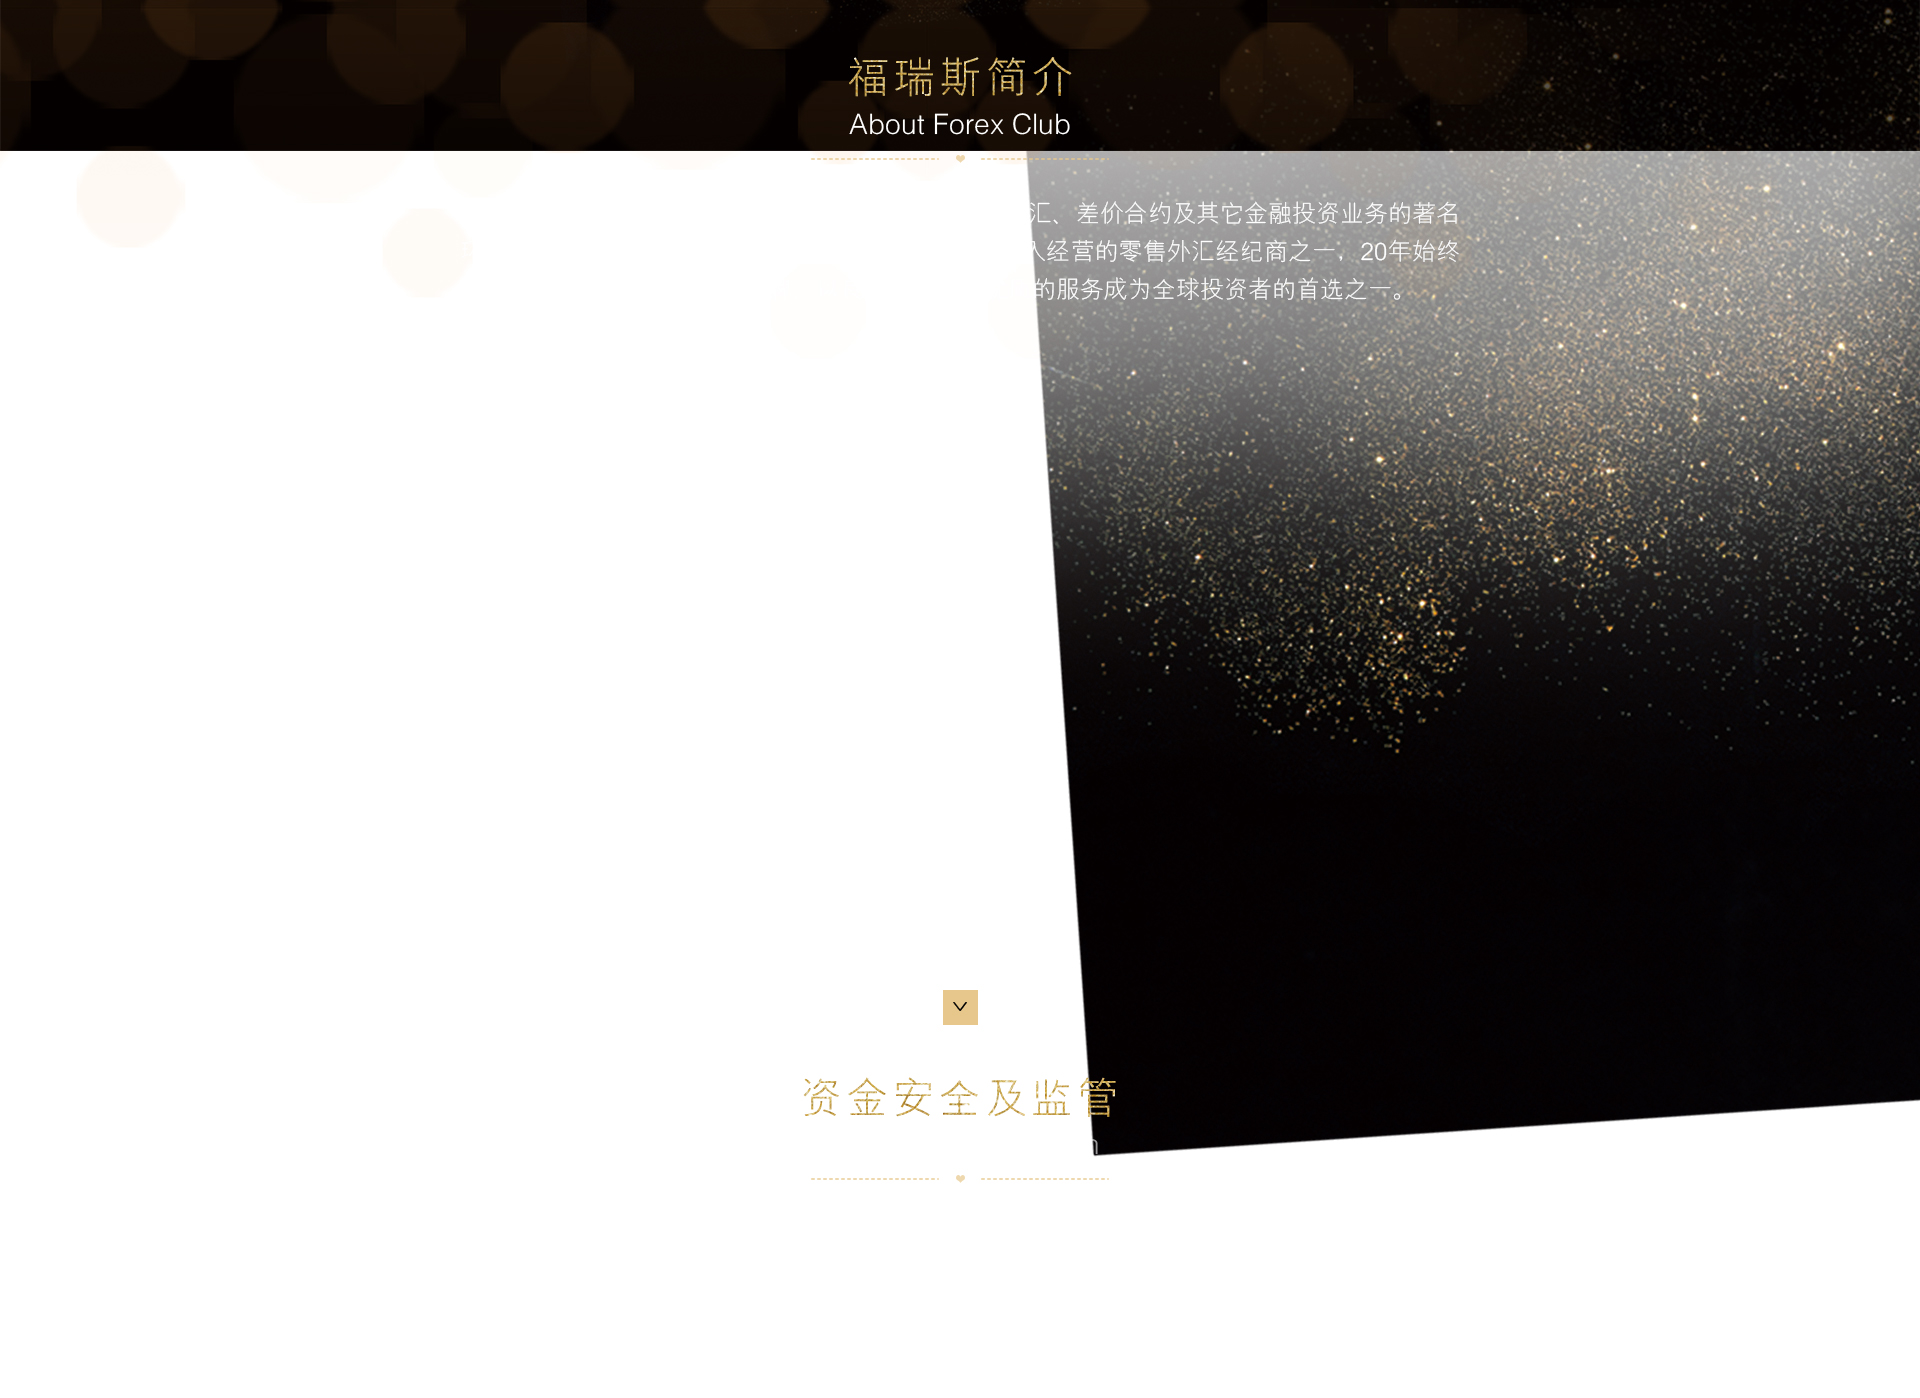 福瑞斯简介
About Forex Club
汇、差价合约及其它金融投资业务的著名
人经营的零售外汇经纪商之一，20年始终
的服务成为全球投资者的首选之一。
资金安全及监管